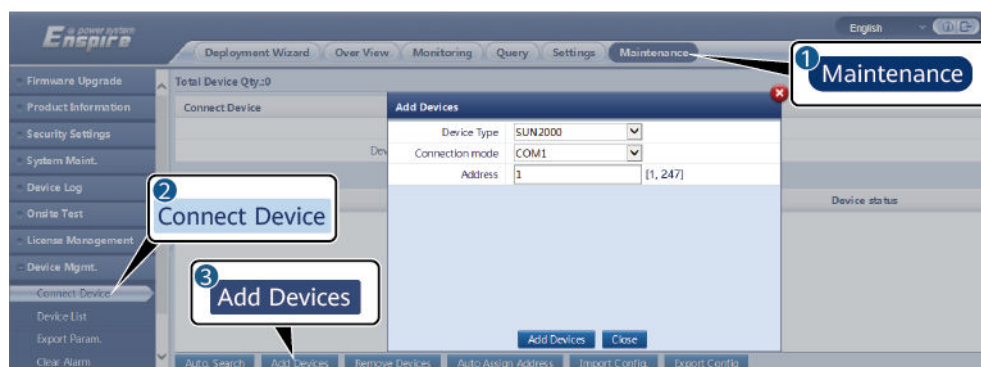 power system
Enspire
English
Deployment Wizard
Over View
Monitoring
Query
Settings
Maintenance
1
Maintenance
Firmware Upgrade
Product Information
Security Settings
System Maint.
Device Log
Onsite Test
License Management
Device Mgmt.
Connect Device
Device List
Export Param.
Clear Alarm
Total Device Qty.:0
Connect Device
Dev
Device status
Add Devices
Device Type SUN2000
Connection mode COM1
Address 1 [1, 247]
Add Devices Close
2
Connect Device
3
Add Devices
Auto Search Add Devices Remove Devices Auto Assign Address Import Config Export Config